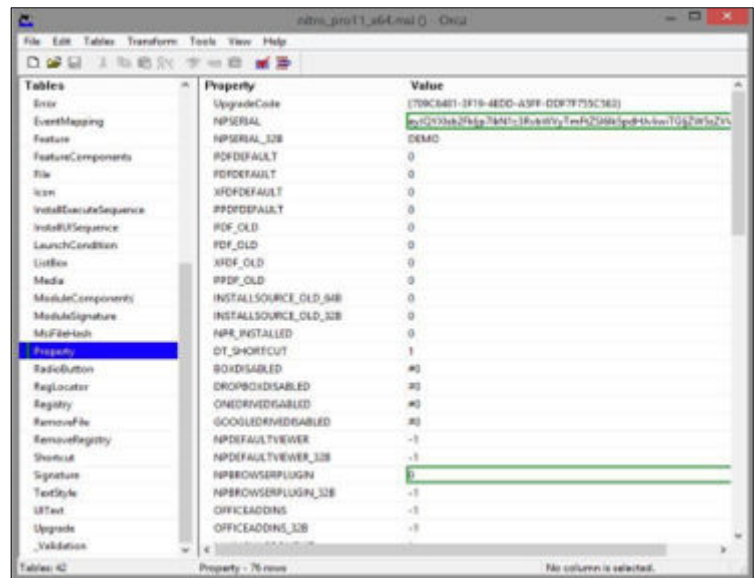 nitro_pro11_x64.msi () - Orca
File Edit Tables Transform Tools View Help
Tables
Error
EventMapping
Feature
FeatureComponents
File
Icon
InstallExecuteSequence
InstallUISequence
LaunchCondition
ListBox
Media
ModuleComponents
ModuleSignature
MsiFileHash
Property
RadioButton
RegLocator
Registry
RemoveFile
RemoveRegistry
Shortcut
Signature
TextStyle
UIText
Upgrade
_Validation
Property Value
UpgradeCode
NPSERIAL
NPSERIAL_32B DEMO
PDFDEFAULT 0
FDFDEFAULT 0
XFDFDEFAULT 0
PPDFDEFAULT 0
PDF_OLD 0
FDF_OLD 0
XFDF_OLD 0
PPDF_OLD 0
INSTALLSOURCE_OLD_64B 0
INSTALLSOURCE_OLD_32B 0
NPR_INSTALLED 0
DT_SHORTCUT 1
BOXDISABLED #0
DROPBOXDISABLED #0
ONEDRIVEDISABLED #0
GOOGLEDRIVEDISABLED #0
NPDEFAULTVIEWER -1
NPDEFAULTVIEWER_32B -1
NPBROWSERPLUGIN 0
NPBROWSERPLUGIN_32B -1
OFFICEADDINS -1
OFFICEADDINS_32B -1
Tables: 42 Property - 76 rows No column is selected.